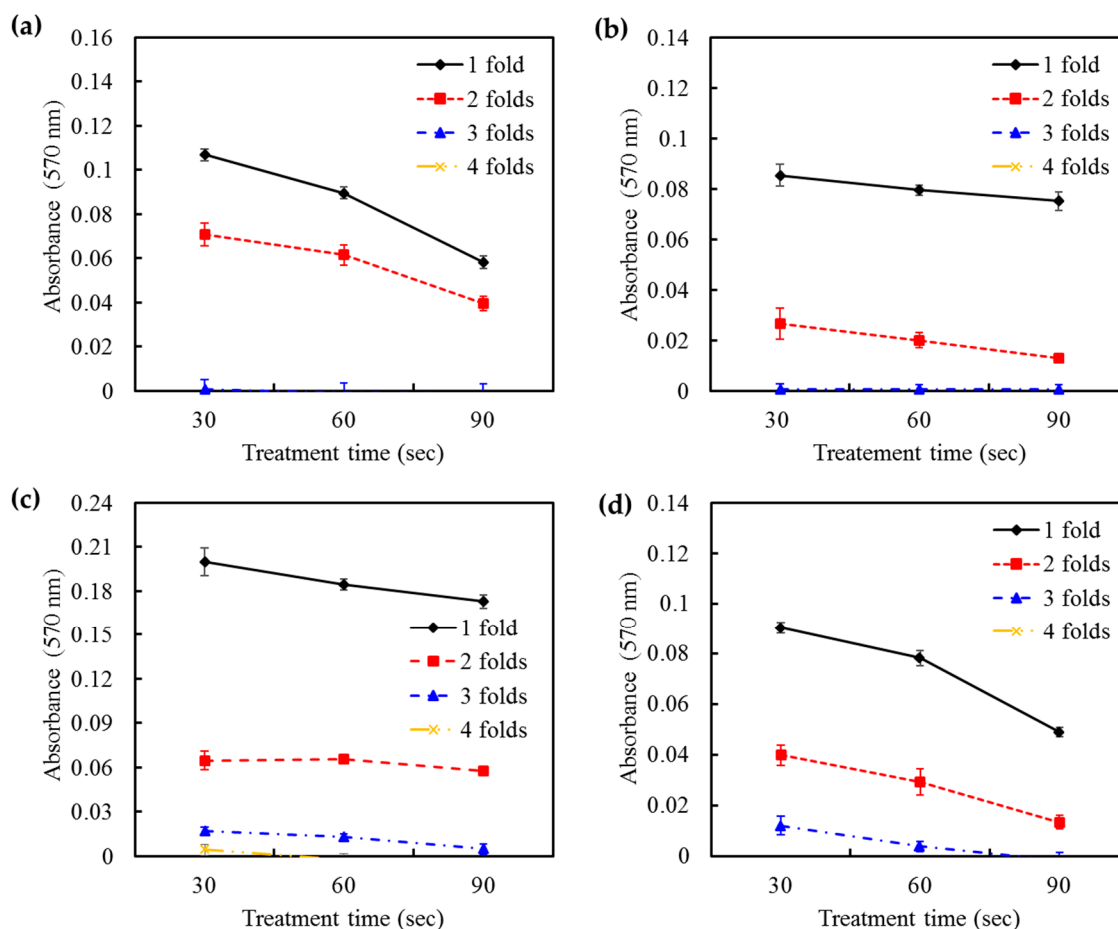 (a)
0.16
0.14
0.12
0.1
0.08
0.06
0.04
0.02
0
Absorbance (570 nm)
1 fold
2 folds
3 folds
4 folds
30
60
90
Treatment time (sec)
(b)
0.14
0.12
0.1
0.08
0.06
0.04
0.02
0
Absorbance (570 nm)
1 fold
2 folds
3 folds
4 folds
30
60
90
Treatement time (sec)
(c)
0.24
0.21
0.18
0.15
0.12
0.09
0.06
0.03
0
Absorbance (570 nm)
1 fold
2 folds
3 folds
4 folds
30
60
90
Treatment time (sec)
(d)
0.14
0.12
0.1
0.08
0.06
0.04
0.02
0
Absorbance (570 nm)
1 fold
2 folds
3 folds
4 folds
30
60
90
Treatment time (sec)